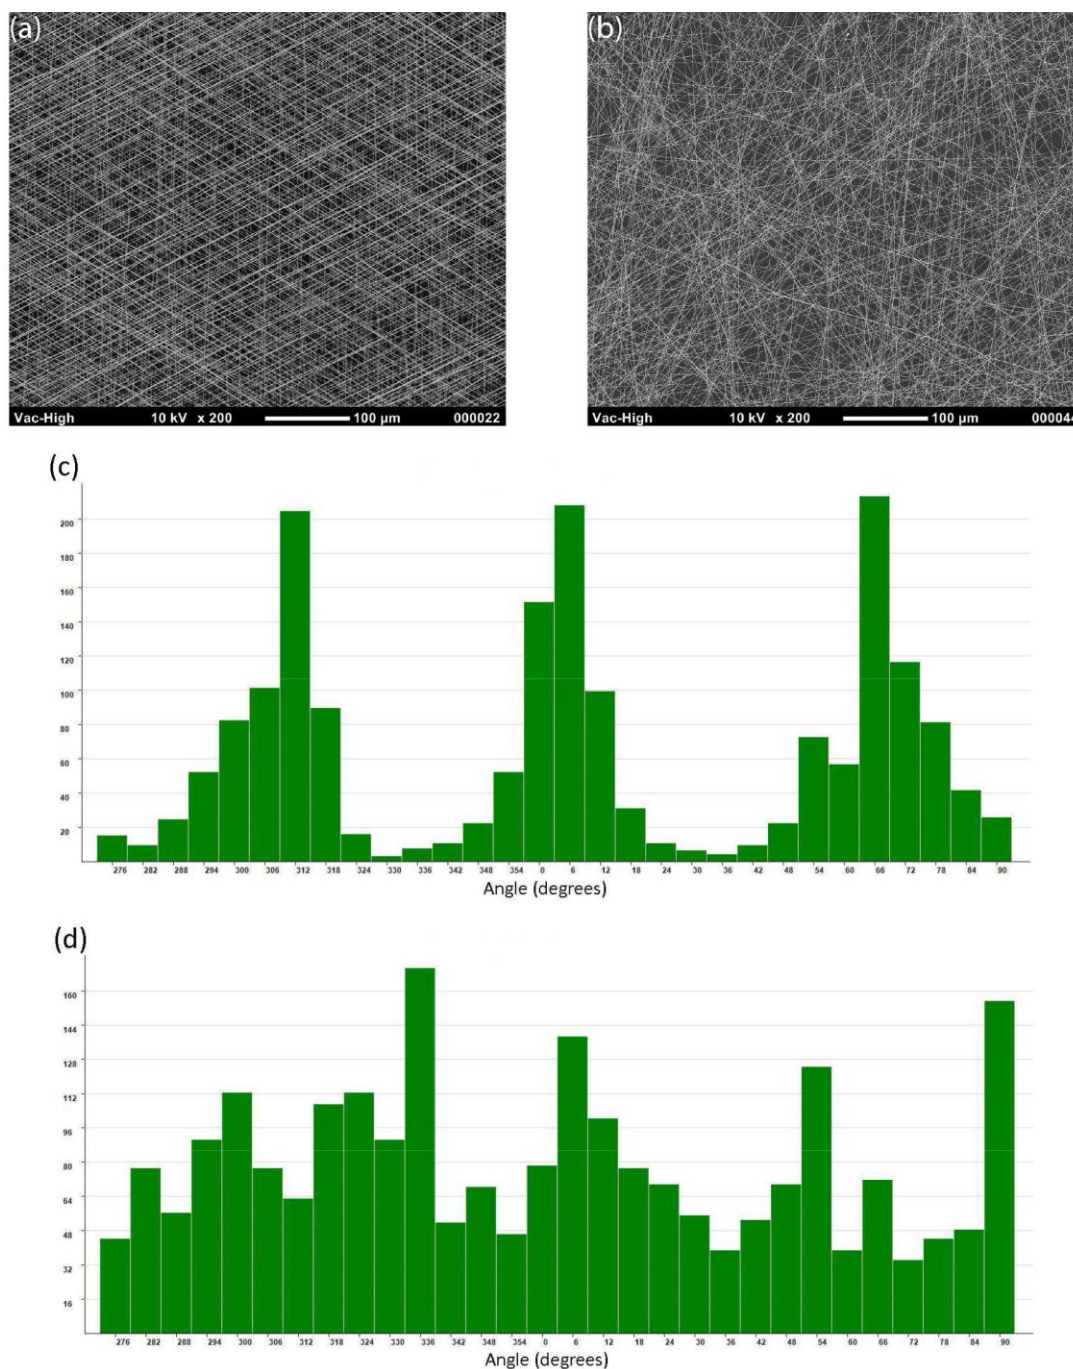 (a)
(b)
Vac-High 10 kV x 200 100 µm 000022
Vac-High 10 kV x 200 100 µm 000044
(c)
200
180
160
140
120
100
80
60
40
20
276 282 288 294 300 306 312 318 324 330 336 342 348 354 0 6 12 18 24 30 36 42 48 54 60 66 72 78 84 90
Angle (degrees)
(d)
160
144
128
112
96
80
64
48
32
16
276 282 288 294 300 306 312 318 324 330 336 342 348 354 0 6 12 18 24 30 36 42 48 54 60 66 72 78 84 90
Angle (degrees)